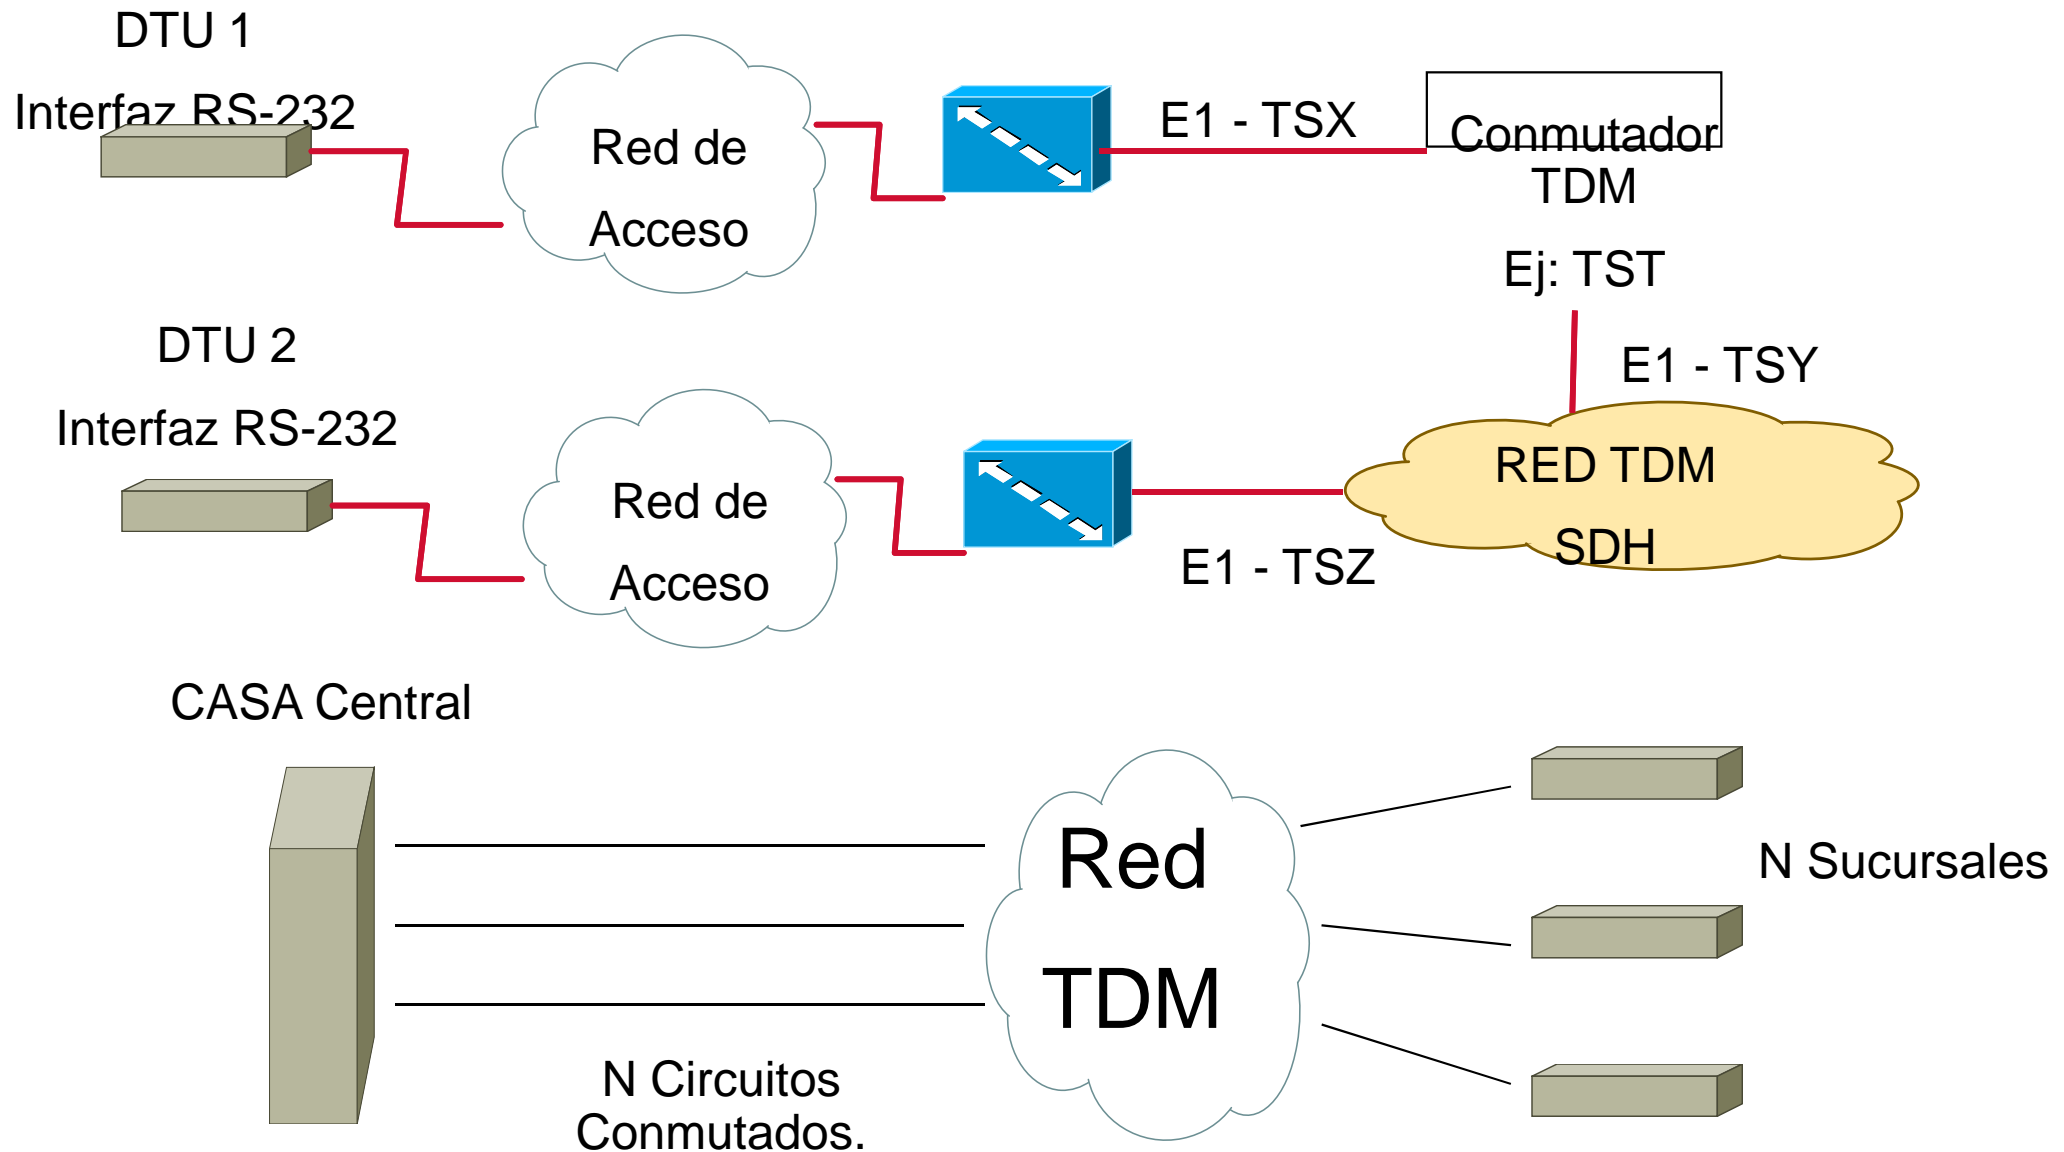 DTU 1
Interfaz RS-232
Red de
Acceso
E1 - TSX
Conmutador
TDM
Ej: TST
E1 - TSY
DTU 2
Interfaz RS-232
Red de
Acceso
E1 - TSZ
RED TDM
SDH
CASA Central
Red
TDM
N Sucursales
N Circuitos
Conmutados.